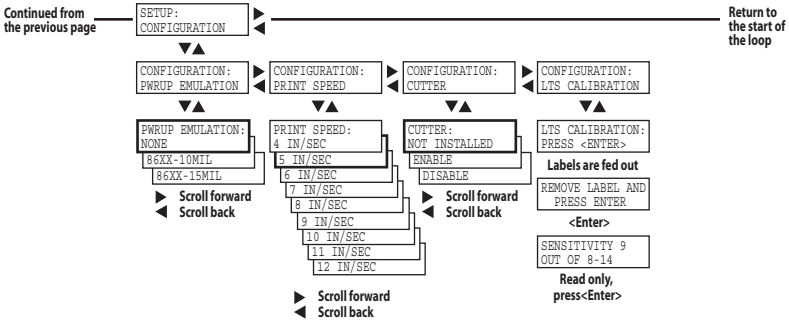 Continued from
the previous page
SETUP:
CONFIGURATION
Return to
the start of
the loop
CONFIGURATION:
PWRUP EMULATION
CONFIGURATION:
PRINT SPEED
CONFIGURATION:
CUTTER
CONFIGURATION:
LTS CALIBRATION
PWRUP EMULATION:
NONE
86XX-10MIL
86XX-15MIL
Scroll forward
Scroll back
PRINT SPEED:
4 IN/SEC
5 IN/SEC
6 IN/SEC
7 IN/SEC
8 IN/SEC
9 IN/SEC
10 IN/SEC
11 IN/SEC
12 IN/SEC
Scroll forward
Scroll back
CUTTER:
NOT INSTALLED
ENABLE
DISABLE
Scroll forward
Scroll back
LTS CALIBRATION:
PRESS <ENTER>
Labels are fed out
REMOVE LABEL AND
PRESS ENTER
<Enter>
SENSITIVITY 9
OUT OF 8-14
Read only,
press<Enter>